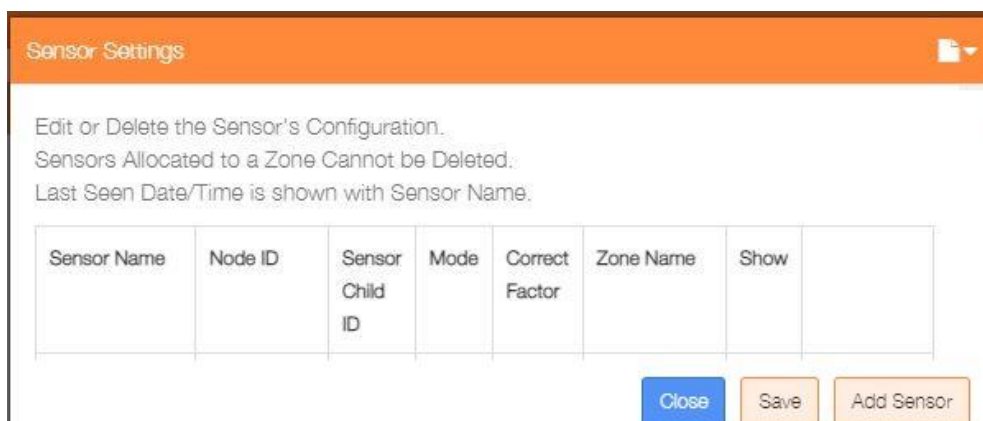 Sensor Settings
Edit or Delete the Sensor's Configuration.
Sensors Allocated to a Zone Cannot be Deleted.
Last Seen Date/Time is shown with Sensor Name.
Sensor Name Node ID Sensor Mode Correct Zone Name Show
Child Factor
ID
Close Save Add Sensor